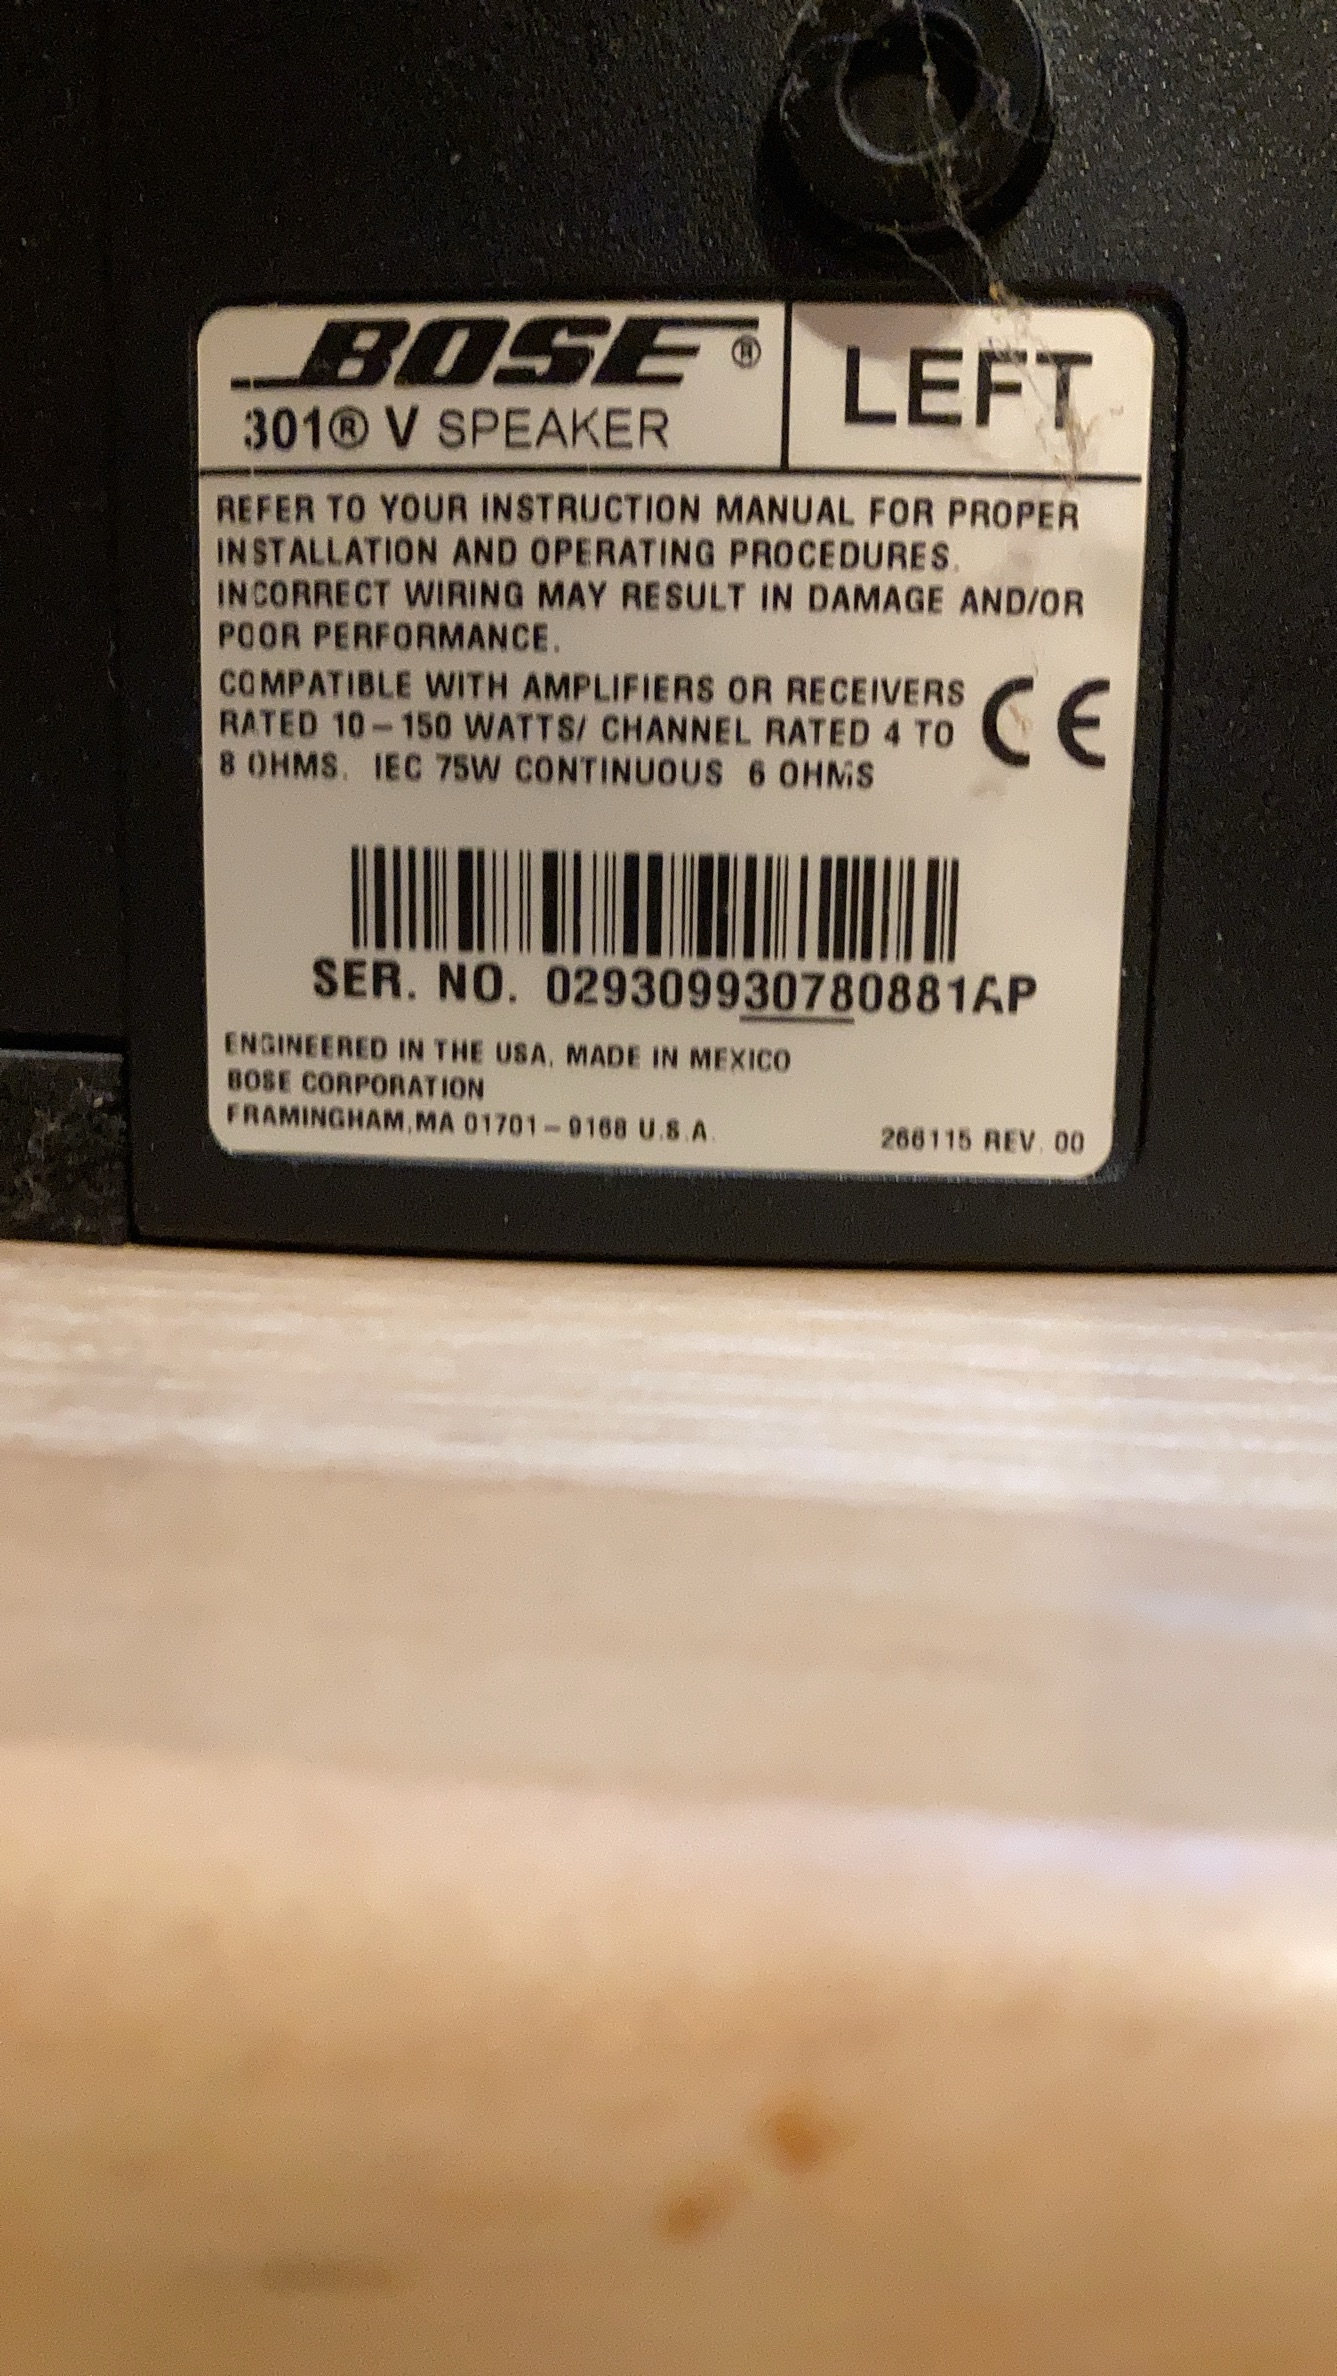 BOSE®
LEFT
301® V SPEAKER
REFER TO YOUR INSTRUCTION MANUAL FOR PROPER
INSTALLATION AND OPERATING PROCEDURES.
INCORRECT WIRING MAY RESULT IN DAMAGE AND/OR
POOR PERFORMANCE.
COMPATIBLE WITH AMPLIFIERS OR RECEIVERS
RATED 10–150 WATTS/ CHANNEL RATED 4 TO
8 OHMS. IEC 75W CONTINUOUS 6 OHMS
CE
SER. NO. 029309930780881AP
ENGINEERED IN THE USA. MADE IN MEXICO
BOSE CORPORATION
FRAMINGHAM,MA 01701–9168 U.S.A.
266115 REV. 00